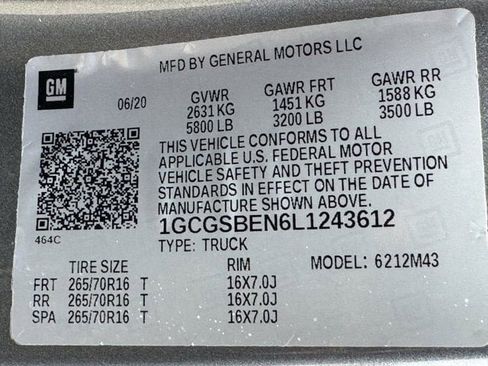 MFD BY GENERAL MOTORS LLC
GM
06/20
GVWR GAWR FRT GAWR RR
2631 KG 1451 KG 1588 KG
5800 LB 3200 LB 3500 LB
THIS VEHICLE CONFORMS TO ALL
APPLICABLE U.S. FEDERAL MOTOR
VEHICLE SAFETY AND THEFT PREVENTION
STANDARDS IN EFFECT ON THE DATE OF
MANUFACTURE SHOWN ABOVE.
464C
1GCGSBEN6L1243612
TYPE: TRUCK
TIRE SIZE RIM MODEL: 6212M43
FRT 265/70R16 T 16X7.0J
RR 265/70R16 T 16X7.0J
SPA 265/70R16 T 16X7.0J